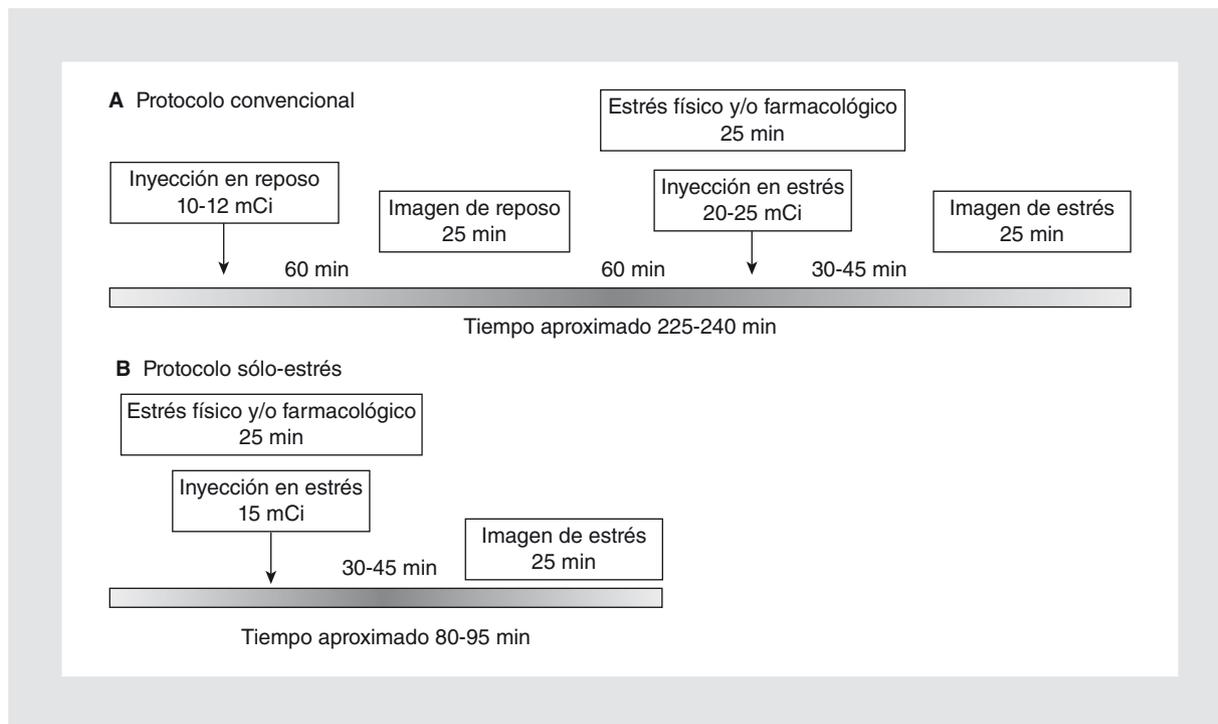 A Protocolo convencional
Estrés físico y/o farmacológico
25 min
Inyección en reposo
10-12 mCi
Imagen de reposo
25 min
Inyección en estrés
20-25 mCi
Imagen de estrés
25 min
60 min
60 min
30-45 min
Tiempo aproximado 225-240 min
B Protocolo sólo-estrés
Estrés físico y/o farmacológico
25 min
Inyección en estrés
15 mCi
Imagen de estrés
25 min
30-45 min
Tiempo aproximado 80-95 min